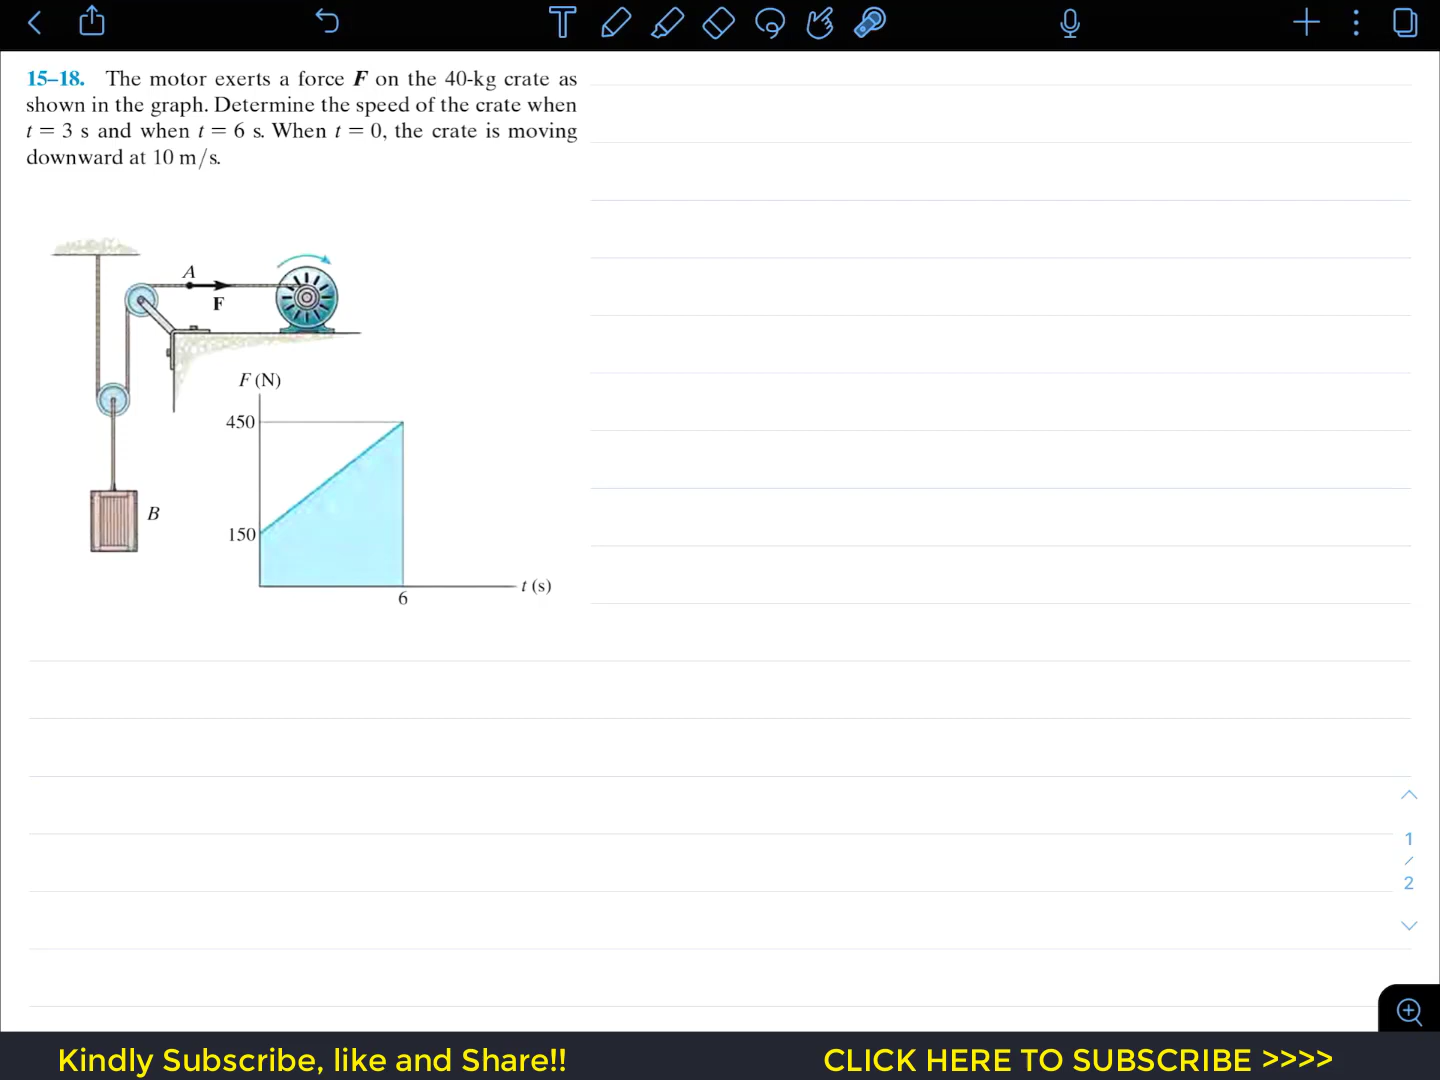 15–18. The motor exerts a force F on the 40-kg crate as
shown in the graph. Determine the speed of the crate when
t = 3 s and when t = 6 s. When t = 0, the crate is moving
downward at 10 m/s.
A
F
F (N)
450
B
150
t (s)
6
1
/
2
Kindly Subscribe, like and Share!!
CLICK HERE TO SUBSCRIBE >>>>